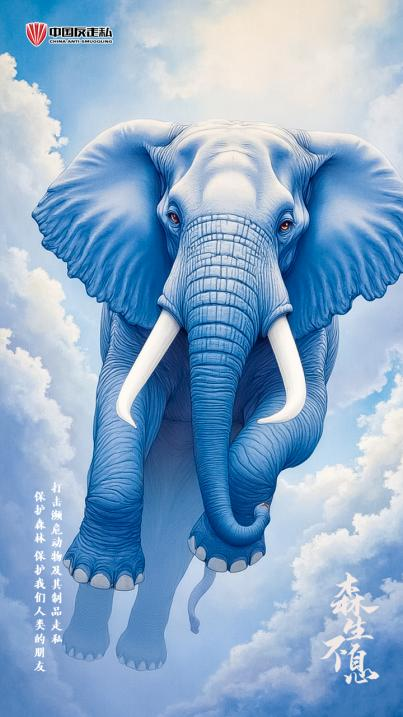 中国反走私
CHINA ANTI-SMUGGLING
打击濒危动物及其制品走私
保护森林 保护我们人类的朋友
森生
不息